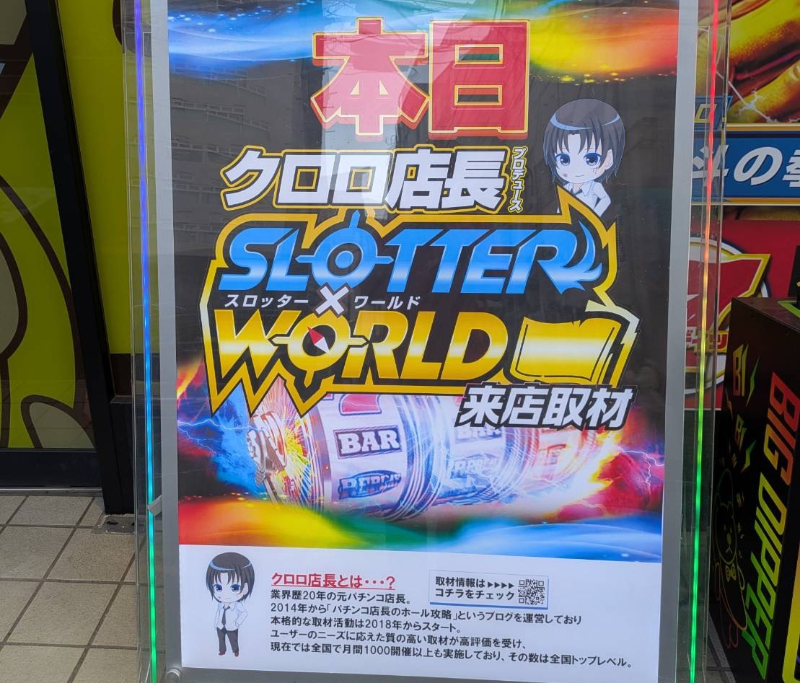 本日
クロロ店長
プロデュース
SLOTTER
スロッター×ワールド
WORLD
来店取材
BAR
REPLAY
クロロ店長とは・・・?
業界歴20年の元パチンコ店長。
2014年から「パチンコ店長のホール攻略」というブログを運営しており
本格的な取材活動は2018年からスタート。
ユーザーのニーズに応えた質の高い取材が高評価を受け、
現在では全国で月間1000開催以上も実施しており、その数は全国トップレベル。
取材情報は▶▶▶▶
コチラをチェック
斗の拳
BIG DIPPER